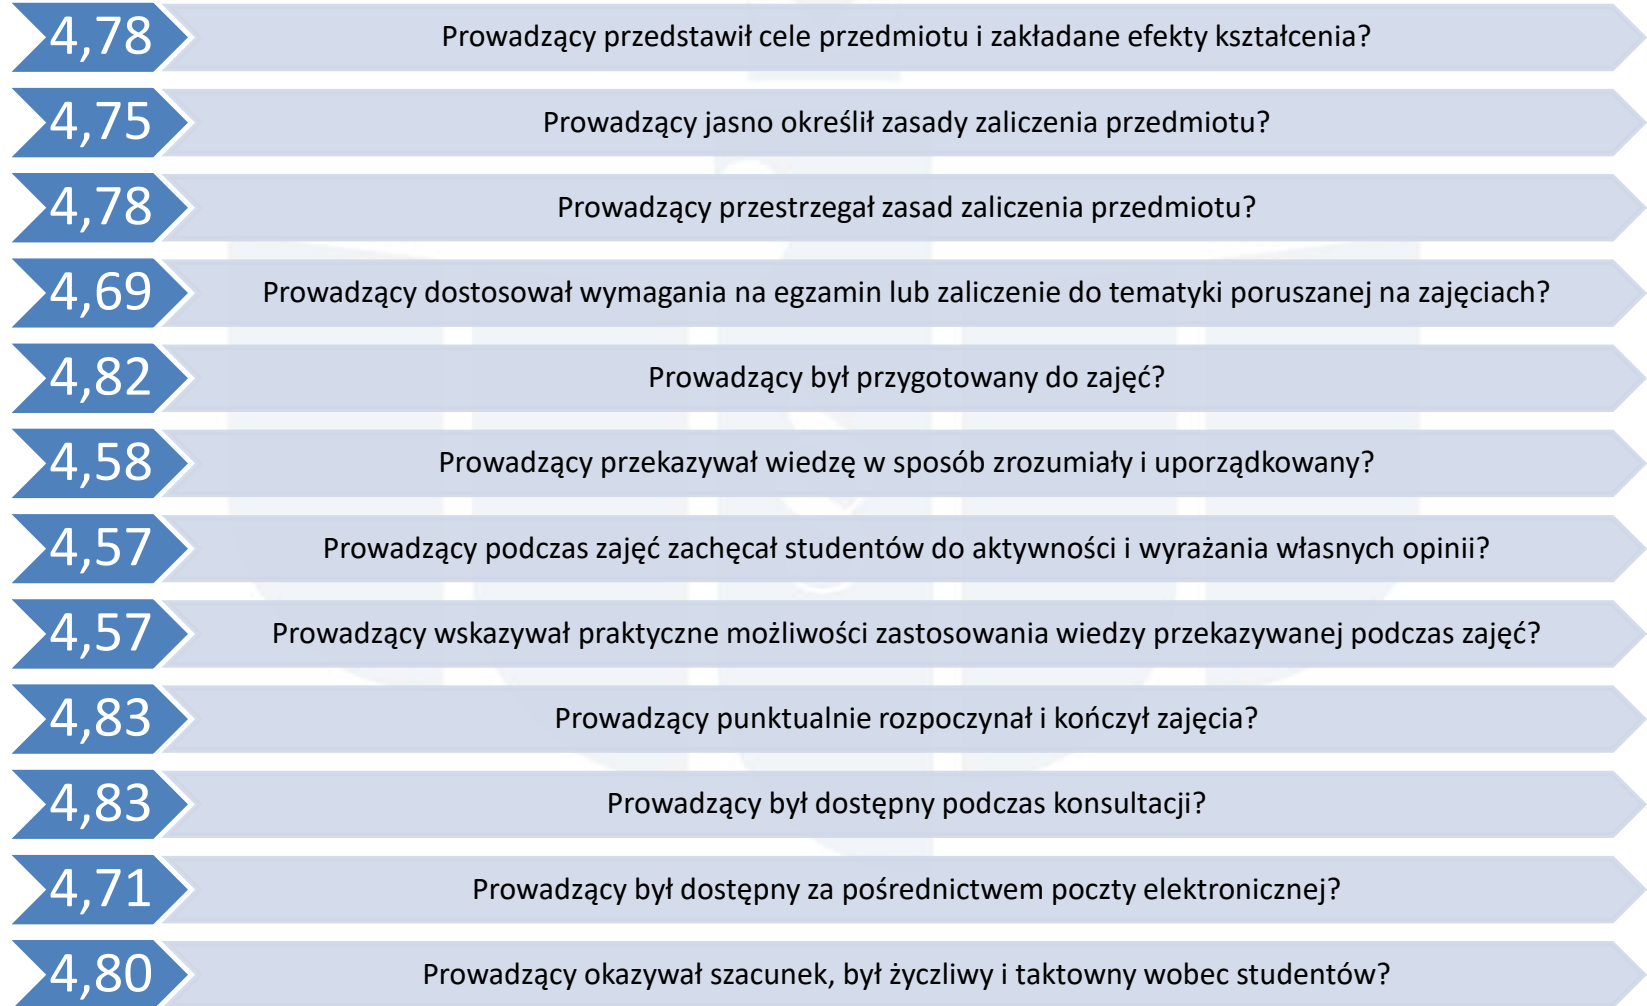 4,78 Prowadzący przedstawił cele przedmiotu i zakładane efekty kształcenia?
4,75 Prowadzący jasno określił zasady zaliczenia przedmiotu?
4,78 Prowadzący przestrzegał zasad zaliczenia przedmiotu?
4,69 Prowadzący dostosował wymagania na egzamin lub zaliczenie do tematyki poruszanej na zajęciach?
4,82 Prowadzący był przygotowany do zajęć?
4,58 Prowadzący przekazywał wiedzę w sposób zrozumiały i uporządkowany?
4,57 Prowadzący podczas zajęć zachęcał studentów do aktywności i wyrażania własnych opinii?
4,57 Prowadzący wskazywał praktyczne możliwości zastosowania wiedzy przekazywanej podczas zajęć?
4,83 Prowadzący punktualnie rozpoczynał i kończył zajęcia?
4,83 Prowadzący był dostępny podczas konsultacji?
4,71 Prowadzący był dostępny za pośrednictwem poczty elektronicznej?
4,80 Prowadzący okazywał szacunek, był życzliwy i taktowny wobec studentów?